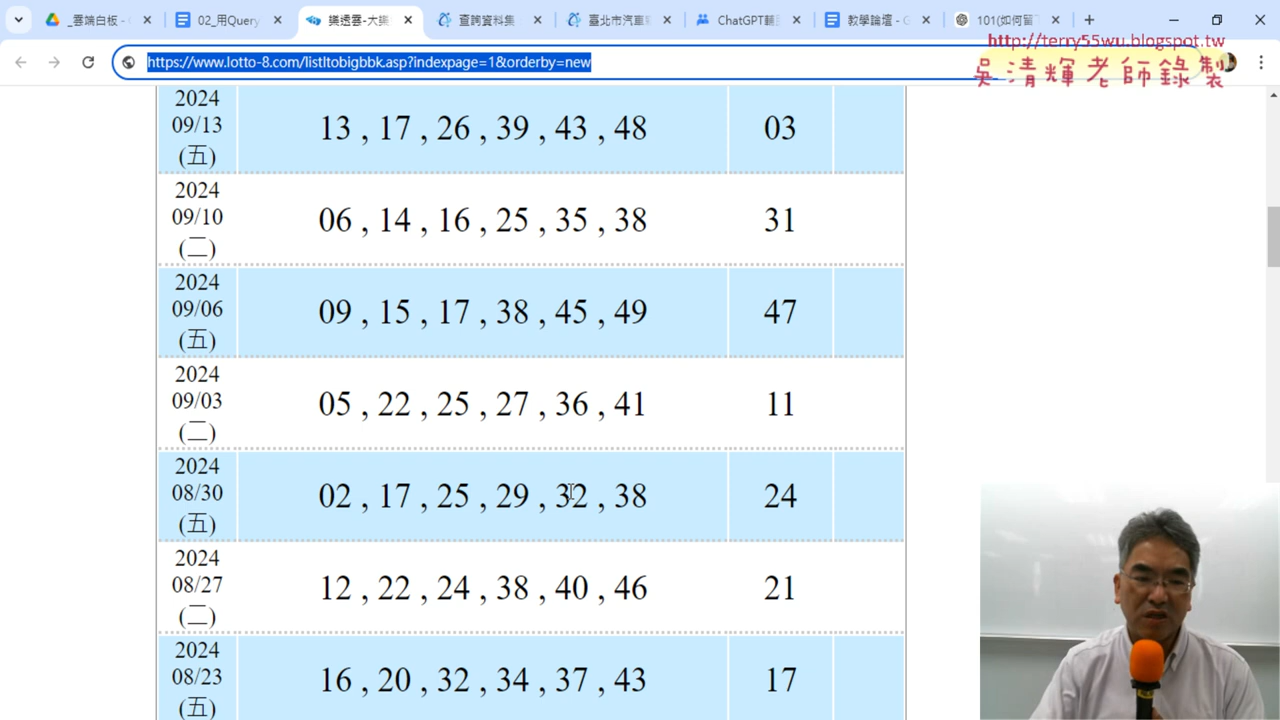 _雲端白板 - G
02_用Query
樂透雲-大樂
查詢資料集
臺北市汽車
ChatGPT輔
教學論壇 - G
101(如何留
https://www.lotto-8.com/listltobigbbk.asp?indexpage=1&orderby=new
http://terry55wu.blogspot.tw
吳清輝老師錄製
2024
09/13
(五)
13 , 17 , 26 , 39 , 43 , 48
03
2024
09/10
(二)
06 , 14 , 16 , 25 , 35 , 38
31
2024
09/06
(五)
09 , 15 , 17 , 38 , 45 , 49
47
2024
09/03
(二)
05 , 22 , 25 , 27 , 36 , 41
11
2024
08/30
(五)
02 , 17 , 25 , 29 , 32 , 38
24
2024
08/27
(二)
12 , 22 , 24 , 38 , 40 , 46
21
2024
08/23
(五)
16 , 20 , 32 , 34 , 37 , 43
17